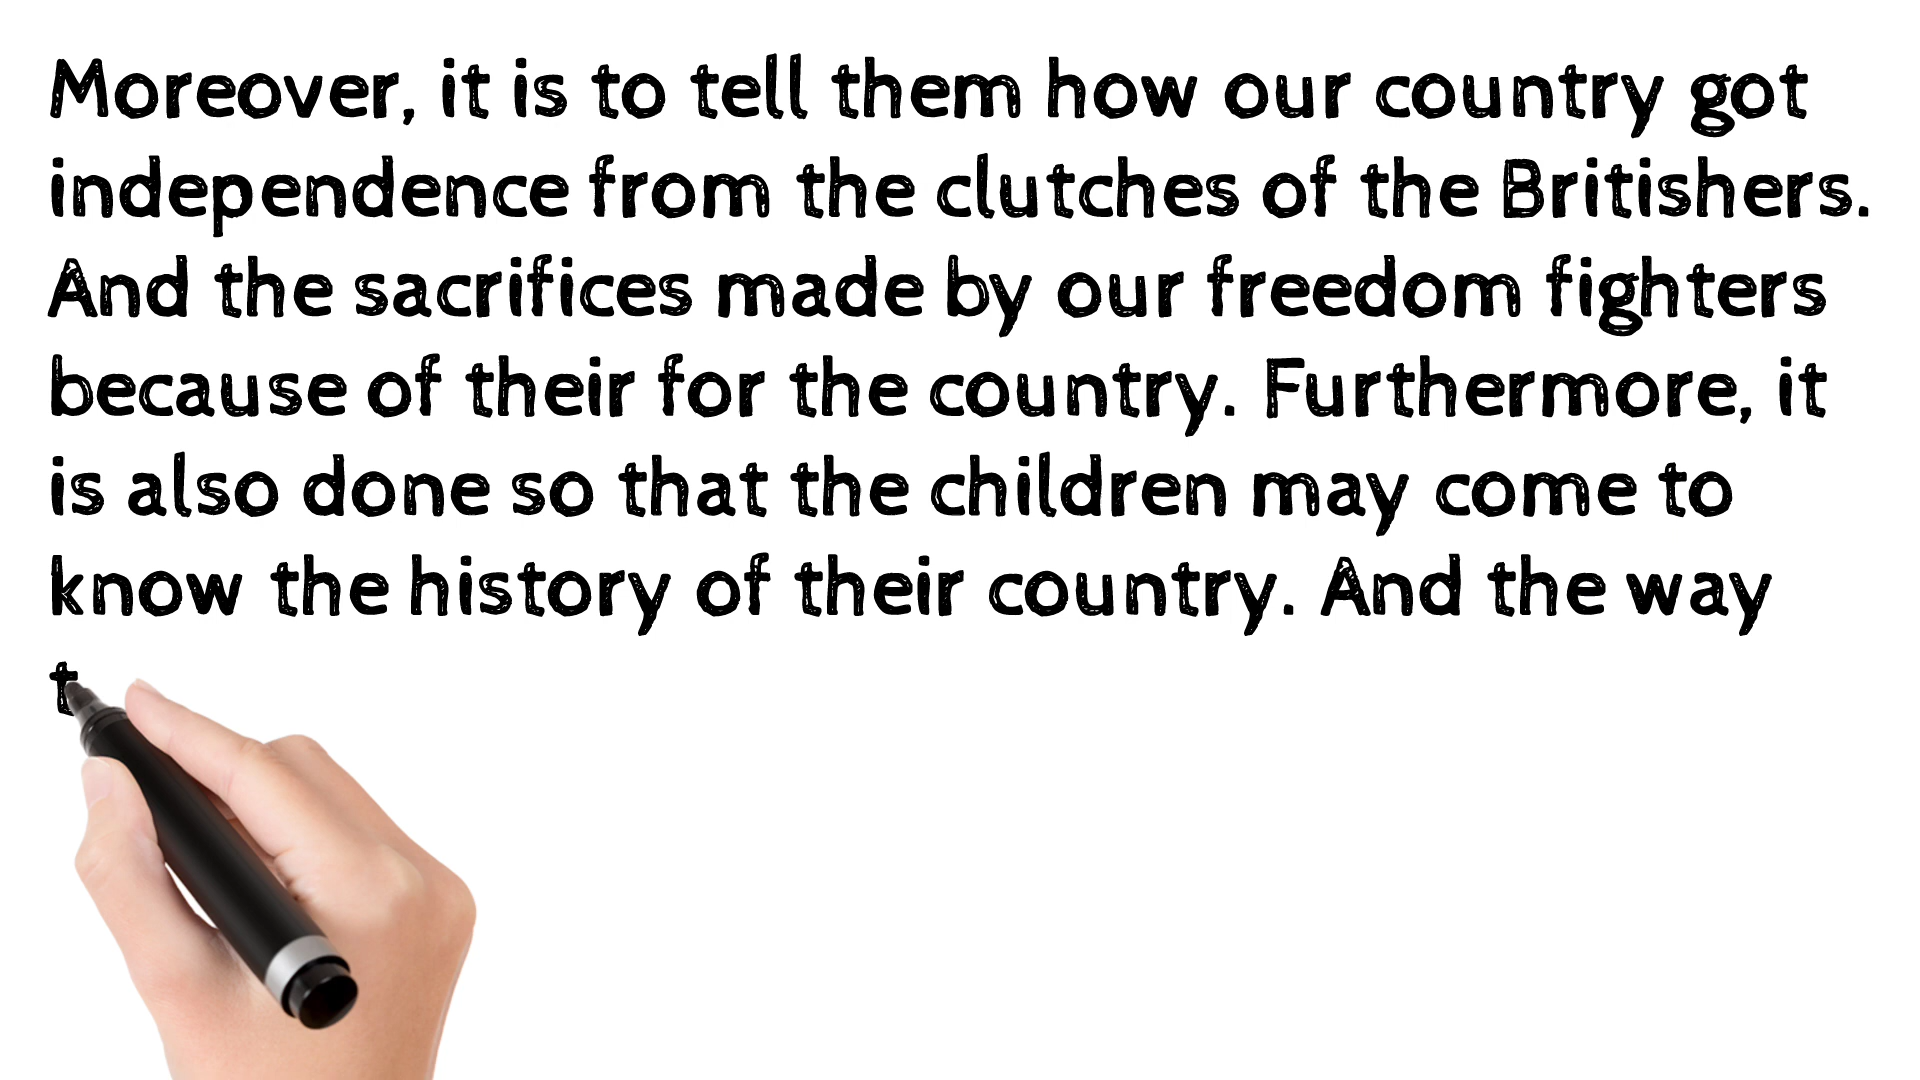 Moreover, it is to tell them how our country got
independence from the clutches of the Britishers.
And the sacrifices made by our freedom fighters
because of their for the country. Furthermore, it
is also done so that the children may come to
know the history of their country. And the way
t